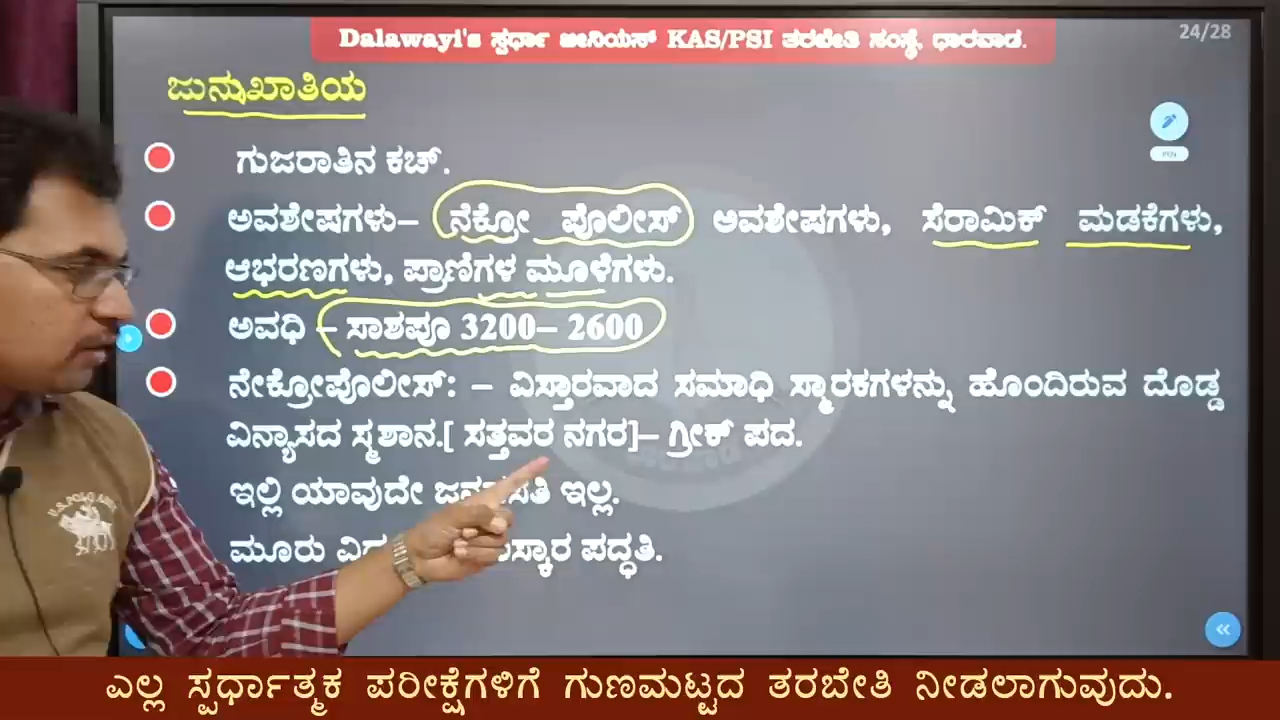 Dalawayi's ಸ್ಪರ್ಧಾ ಜೀನಿಯಸ್ KAS/PSI ತರಬೇತಿ ಸಂಸ್ಥೆ, ಧಾರವಾಡ.
24/28
ಜುನುಖಾತಿಯ
PEN
ಗುಜರಾತಿನ ಕಚ್.
ಅವಶೇಷಗಳು– ನೆಕ್ರೋ ಪೊಲೀಸ್ ಅವಶೇಷಗಳು, ಸೆರಾಮಿಕ್ ಮಡಕೆಗಳು,
ಆಭರಣಗಳು, ಪ್ರಾಣಿಗಳ ಮೂಳೆಗಳು.
ಅವಧಿ – ಸಾಶಪೂ 3200– 2600
ನೇಕ್ರೋಪೊಲೀಸ್: – ವಿಸ್ತಾರವಾದ ಸಮಾಧಿ ಸ್ಮಾರಕಗಳನ್ನು ಹೊಂದಿರುವ ದೊಡ್ಡ
ವಿನ್ಯಾಸದ ಸ್ಮಶಾನ.[ ಸತ್ತವರ ನಗರ]– ಗ್ರೀಕ್ ಪದ.
ಇಲ್ಲಿ ಯಾವುದೇ ಇಲ್ಲ.
ಮೂರು ಪದ್ಧತಿ.
U.S. POLO ASSN
ಎಲ್ಲ ಸ್ಪರ್ಧಾತ್ಮಕ ಪರೀಕ್ಷೆಗಳಿಗೆ ಗುಣಮಟ್ಟದ ತರಬೇತಿ ನೀಡಲಾಗುವುದು.